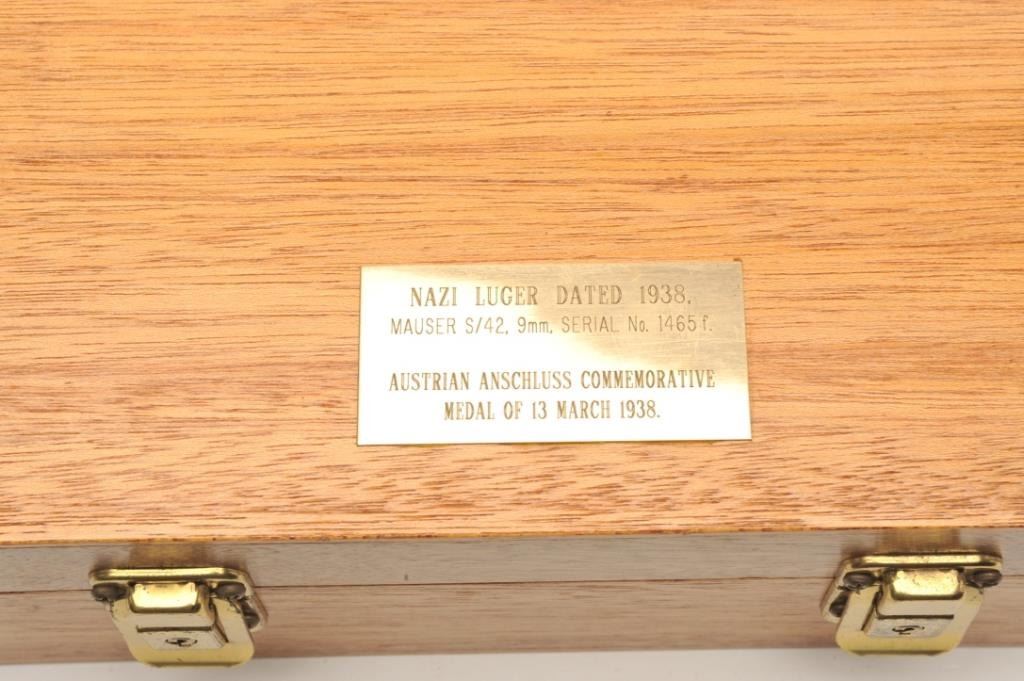 NAZI LUGER DATED 1938,
MAUSER S/42, 9mm, SERIAL No. 1465 f.
AUSTRIAN ANSCHLUSS COMMEMORATIVE
MEDAL OF 13 MARCH 1938.